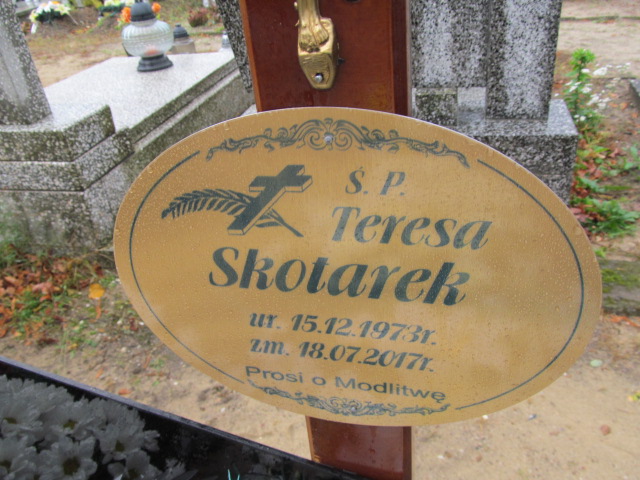 Ś. P.
Teresa
Skotarek
ur. 15.12.1973r.
zm. 18.07.2017r.
Prosi o Modlitwę